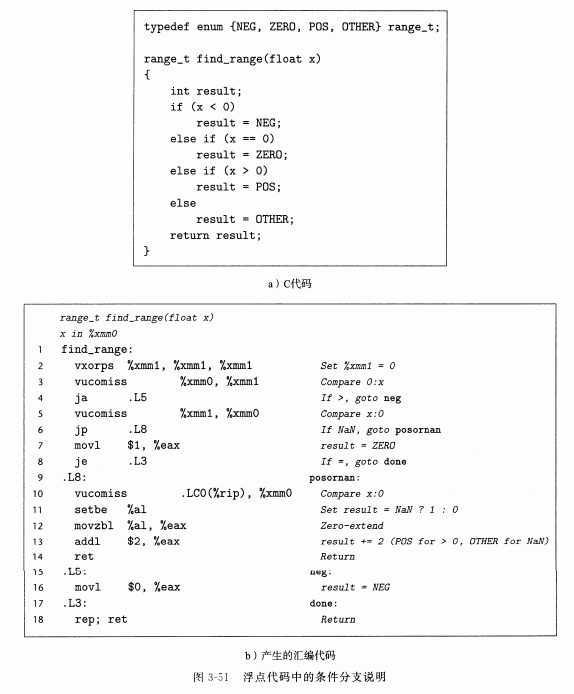 typedef enum {NEG, ZERO, POS, OTHER} range_t;
range_t find_range(float x)
{
int result;
if (x < 0)
result = NEG;
else if (x == 0)
result = ZERO;
else if (x > 0)
result = POS;
else
result = OTHER;
return result;
}
a）C代码
range_t find_range(float x)
x in %xmm0
1 find_range:
2 vxorps %xmm1, %xmm1, %xmm1 Set %xmm1 = 0
3 vucomiss %xmm0, %xmm1 Compare 0:x
4 ja .L5 If >, goto neg
5 vucomiss %xmm1, %xmm0 Compare x:0
6 jp .L8 If NaN, goto posornan
7 movl $1, %eax result = ZERO
8 je .L3 If =, goto done
9 .L8: posornan:
10 vucomiss .LC0(%rip), %xmm0 Compare x:0
11 setbe %al Set result = NaN ? 1 : 0
12 movzbl %al, %eax Zero-extend
13 addl $2, %eax result += 2 (POS for > 0, OTHER for NaN)
14 ret Return
15 .L5: neg:
16 movl $0, %eax result = NEG
17 .L3: done:
18 rep; ret Return
b）产生的汇编代码
图 3-51 浮点代码中的条件分支说明